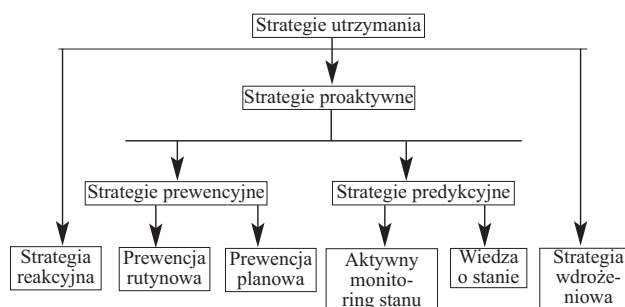 Strategie utrzymania
Strategie proaktywne
Strategie prewencyjne
Strategie predykcyjne
Strategia
reakcyjna
Prewencja
rutynowa
Prewencja
planowa
Aktywny
monito-
ring stanu
Wiedza
o stanie
Strategia
wdroże-
niowa